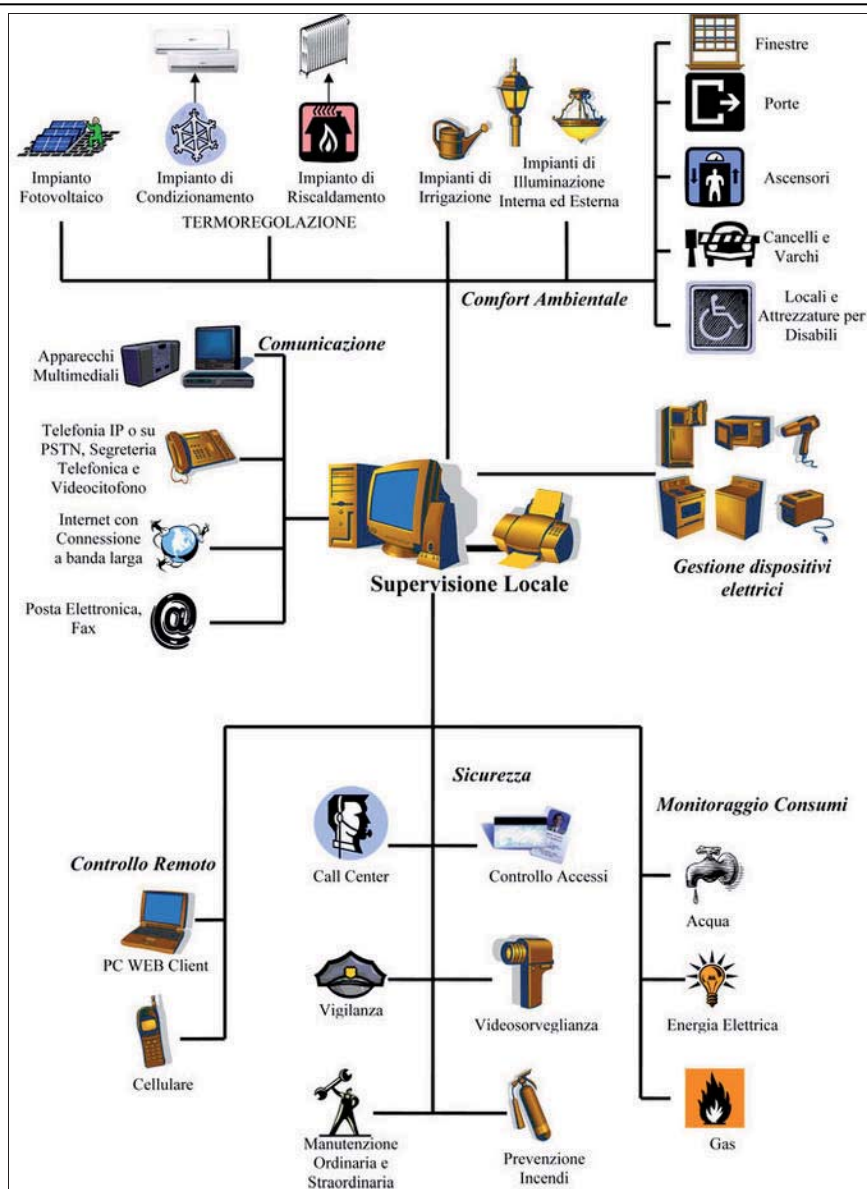 Finestre
Porte
Ascensori
Cancelli e
Varchi
Locali e
Attrezzature per
Disabili
Impianto
Fotovoltaico
Impianto di
Condizionamento
Impianto di
Riscaldamento
TERMOREGOLAZIONE
Impianti di
Irrigazione
Impianti di
Illuminazione
Interna ed Esterna
Comfort Ambientale
Comunicazione
Apparecchi
Multimediali
Telefonia IP o su
PSTN, Segreteria
Telefonica e
Videocitofono
Internet con
Connessione
a banda larga
Posta Elettronica,
Fax
@
Supervisione Locale
Gestione dispositivi
elettrici
Controllo Remoto
PC WEB Client
Cellulare
Sicurezza
Call Center
Controllo Accessi
Vigilanza
Videosorveglianza
Manutenzione
Ordinaria e
Straordinaria
Prevenzione
Incendi
Monitoraggio Consumi
Acqua
Energia Elettrica
Gas